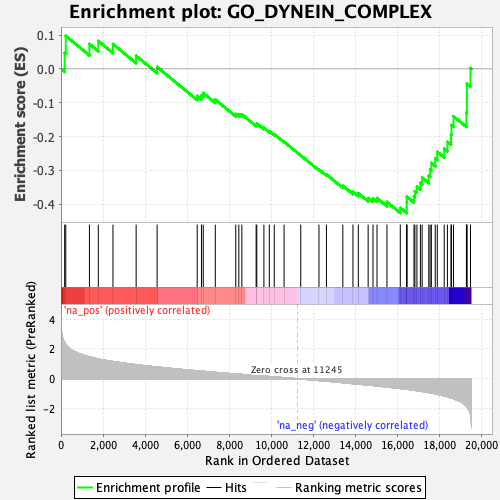 Enrichment plot: GO_DYNEIN_COMPLEX
Enrichment score (ES)
0.1
0.0
-0.1
-0.2
-0.3
-0.4
'na_pos' (positively correlated)
Ranked list metric (PreRanked)
4
2
0
-2
Zero cross at 11245
'na_neg' (negatively correlated)
0
2,000
4,000
6,000
8,000
10,000
12,000
14,000
16,000
18,000
20,000
Rank in Ordered Dataset
Enrichment profile
Hits
Ranking metric scores